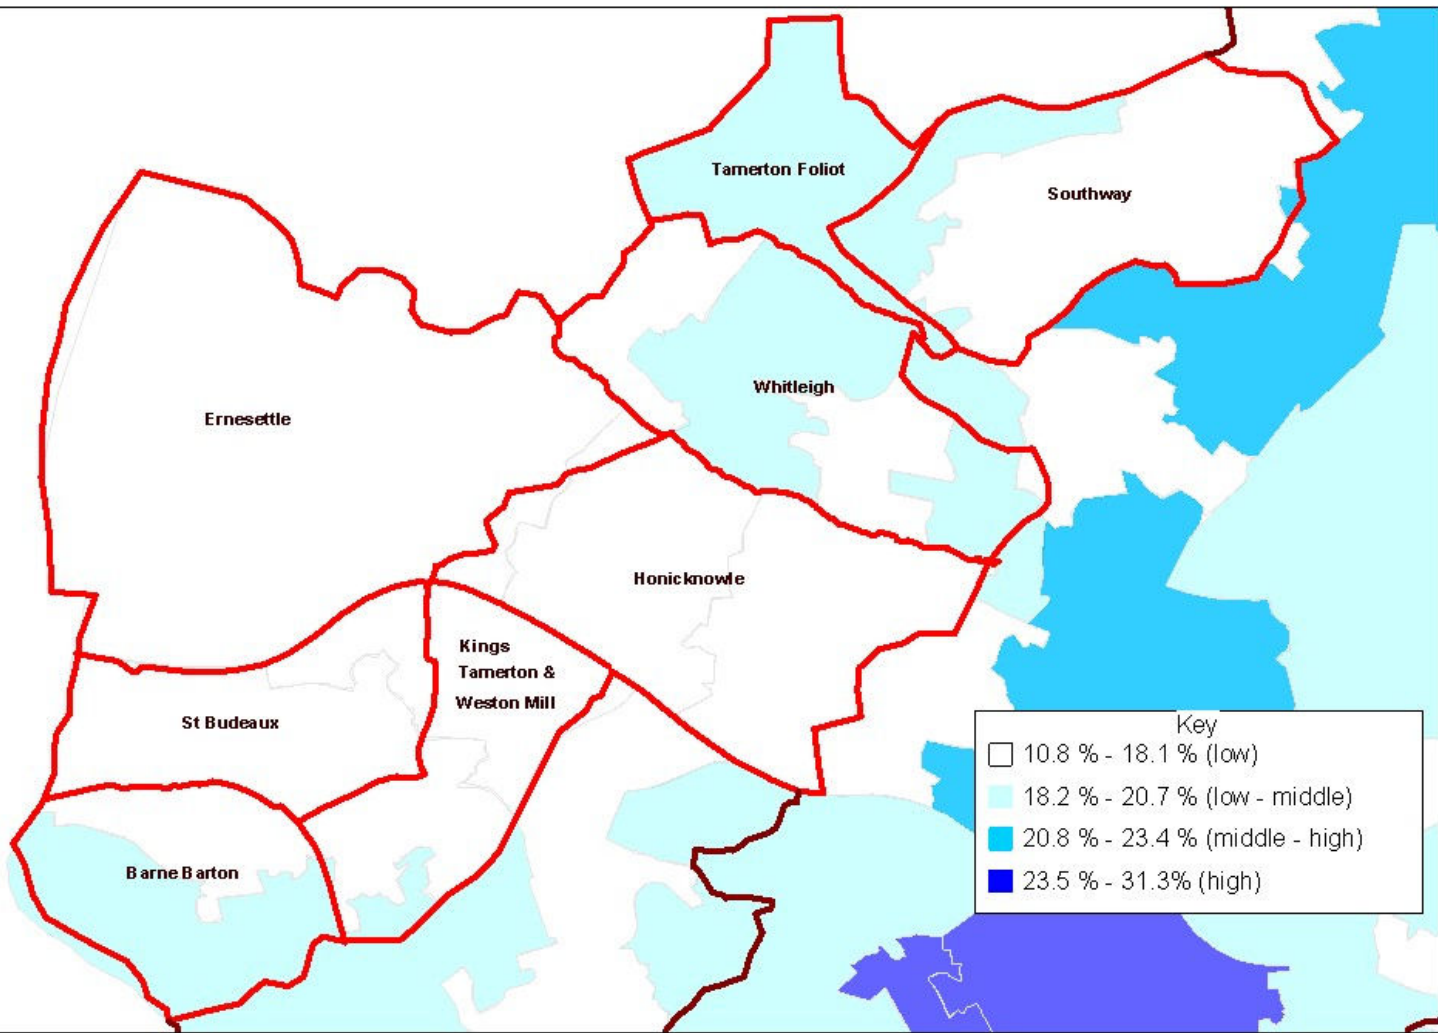 Tamerton Foliot
Southway
Whitleigh
Ernesettle
Honicknowle
Kings
Tamerton &
Weston Mill
St Budeaux
Barne Barton
Key
10.8 % - 18.1 % (low)
18.2 % - 20.7 % (low - middle)
20.8 % - 23.4 % (middle - high)
23.5 % - 31.3% (high)